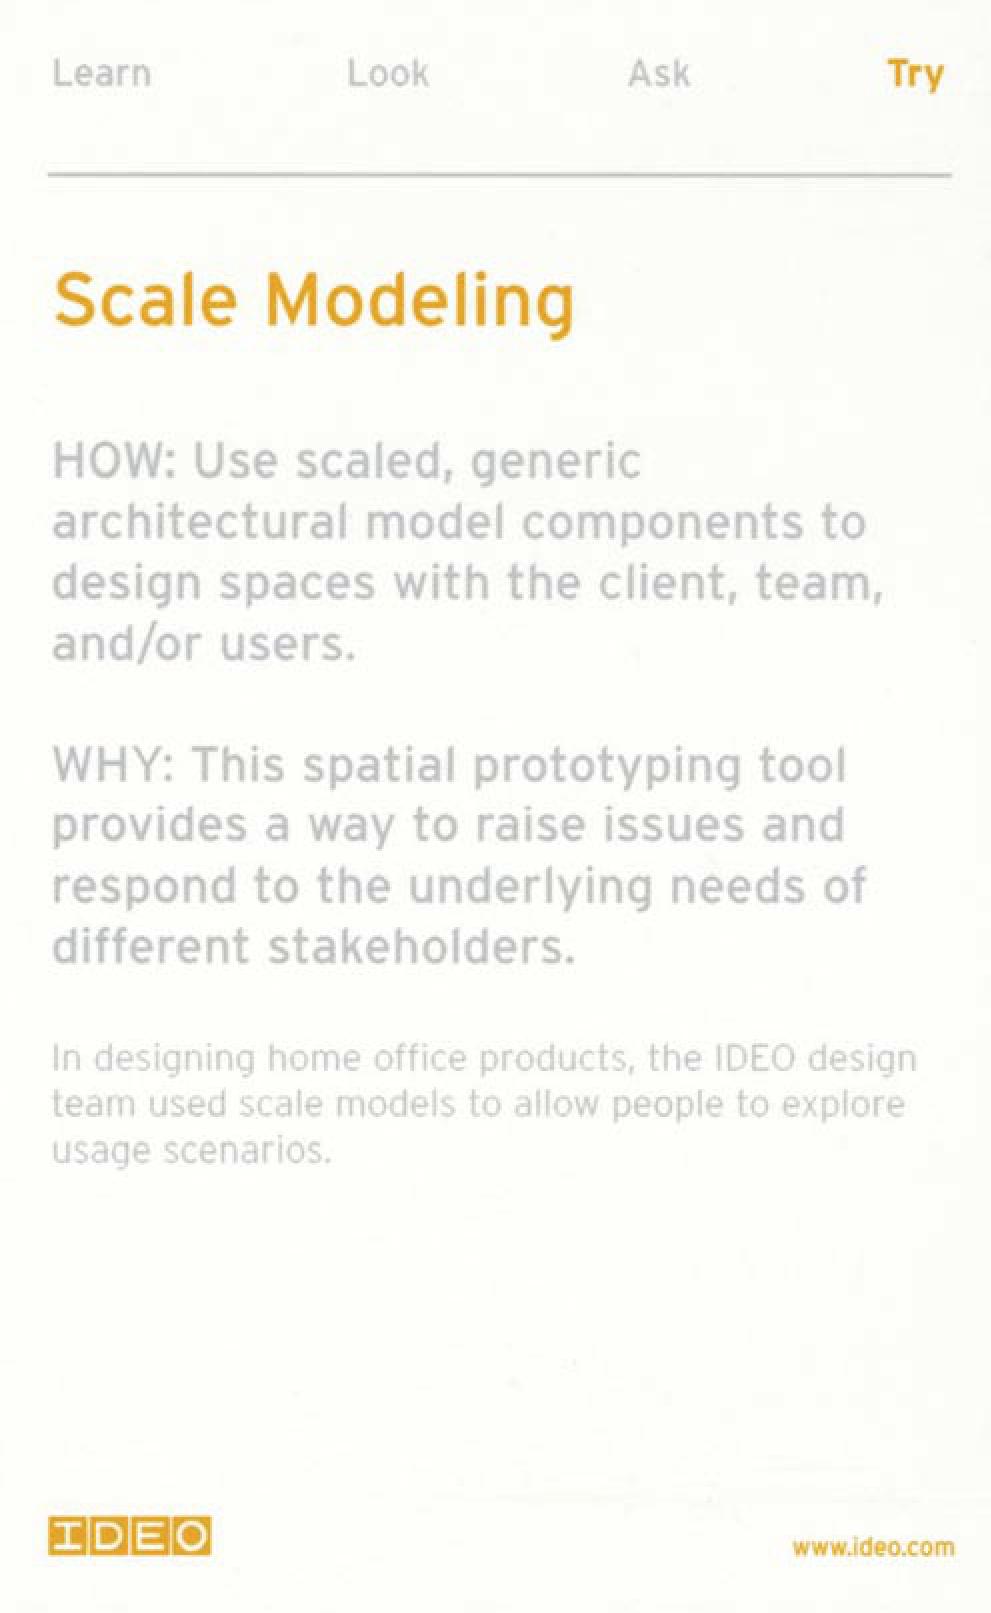 Learn Look Ask Try
Scale Modeling
HOW: Use scaled, generic
architectural model components to
design spaces with the client, team,
and/or users.
WHY: This spatial prototyping tool
provides a way to raise issues and
respond to the underlying needs of
different stakeholders.
In designing home office products, the IDEO design
team used scale models to allow people to explore
usage scenarios.
IDEO
www.ideo.com